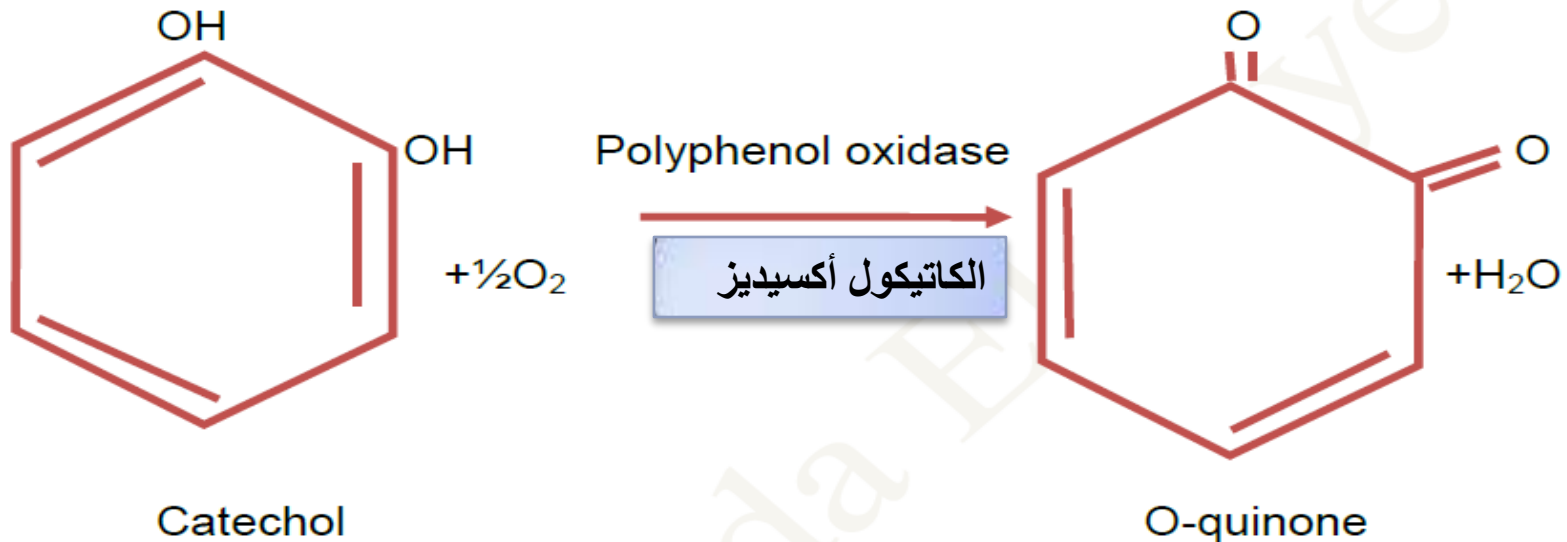 OH
OH
+½O₂
Catechol
Polyphenol oxidase
الكاتيكول أكسيديز
O
O
+H₂O
O-quinone